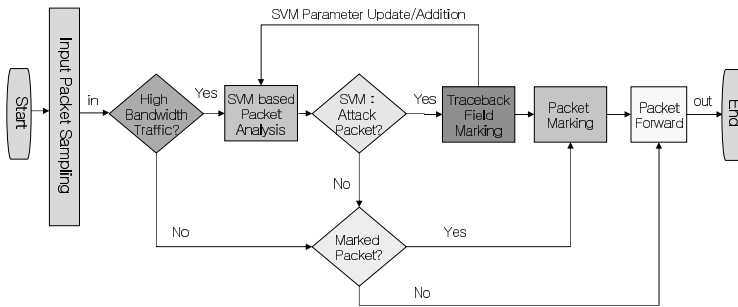 SVM Parameter Update/Addition
Start
Input Packet Sampling
in
High
Bandwidth
Traffic?
Yes
SVM based
Packet
Analysis
SVM :
Attack
Packet?
Yes
Traceback
Field
Marking
Packet
Marking
Packet
Forward
out
End
No
No
Marked
Packet?
Yes
No